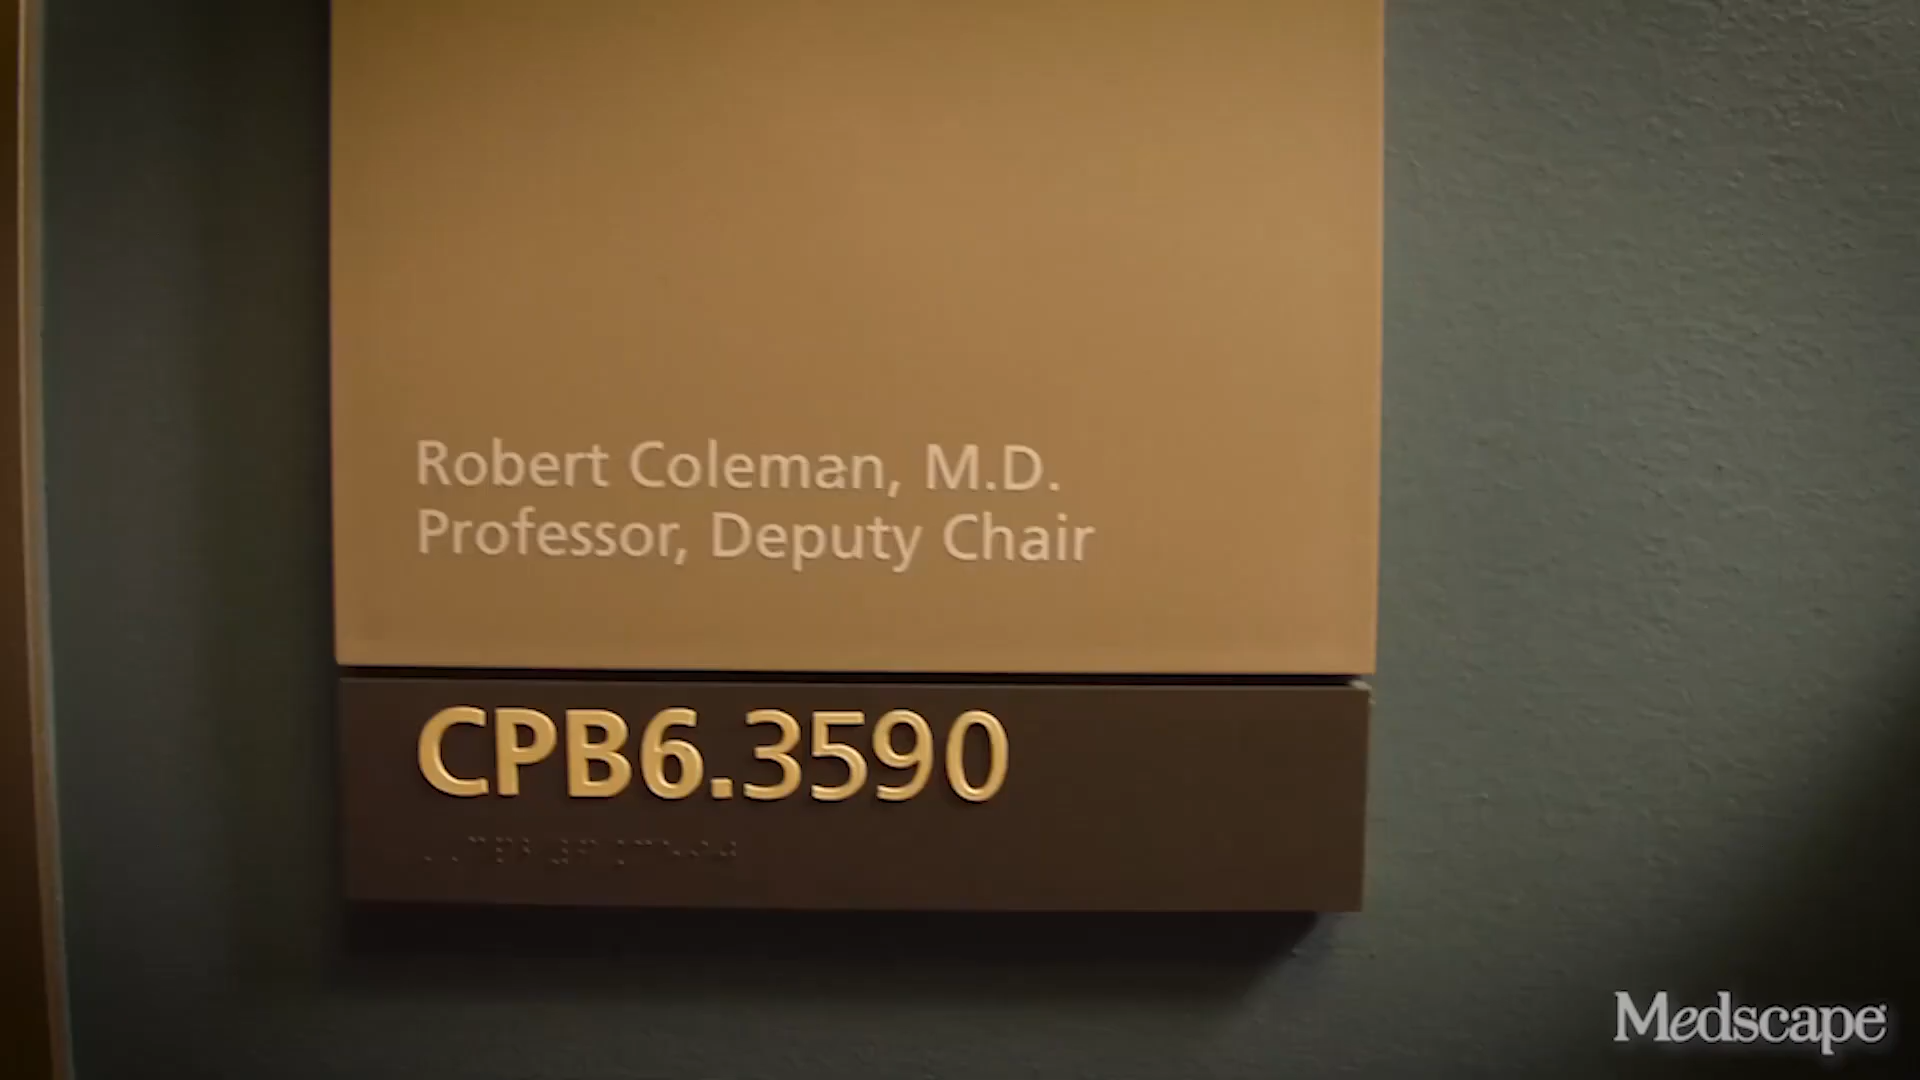 Robert Coleman, M.D.
Professor, Deputy Chair
CPB6.3590
Medscape